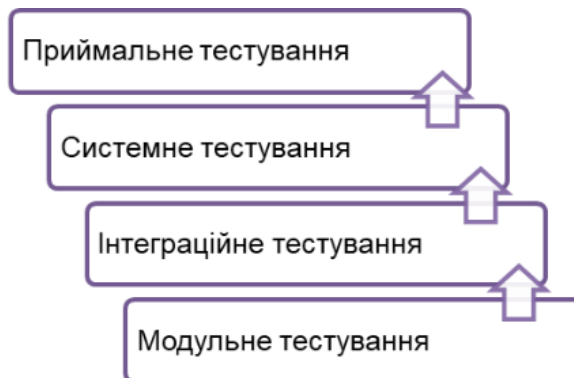 Приймальне тестування
Системне тестування
Інтеграційне тестування
Модульне тестування